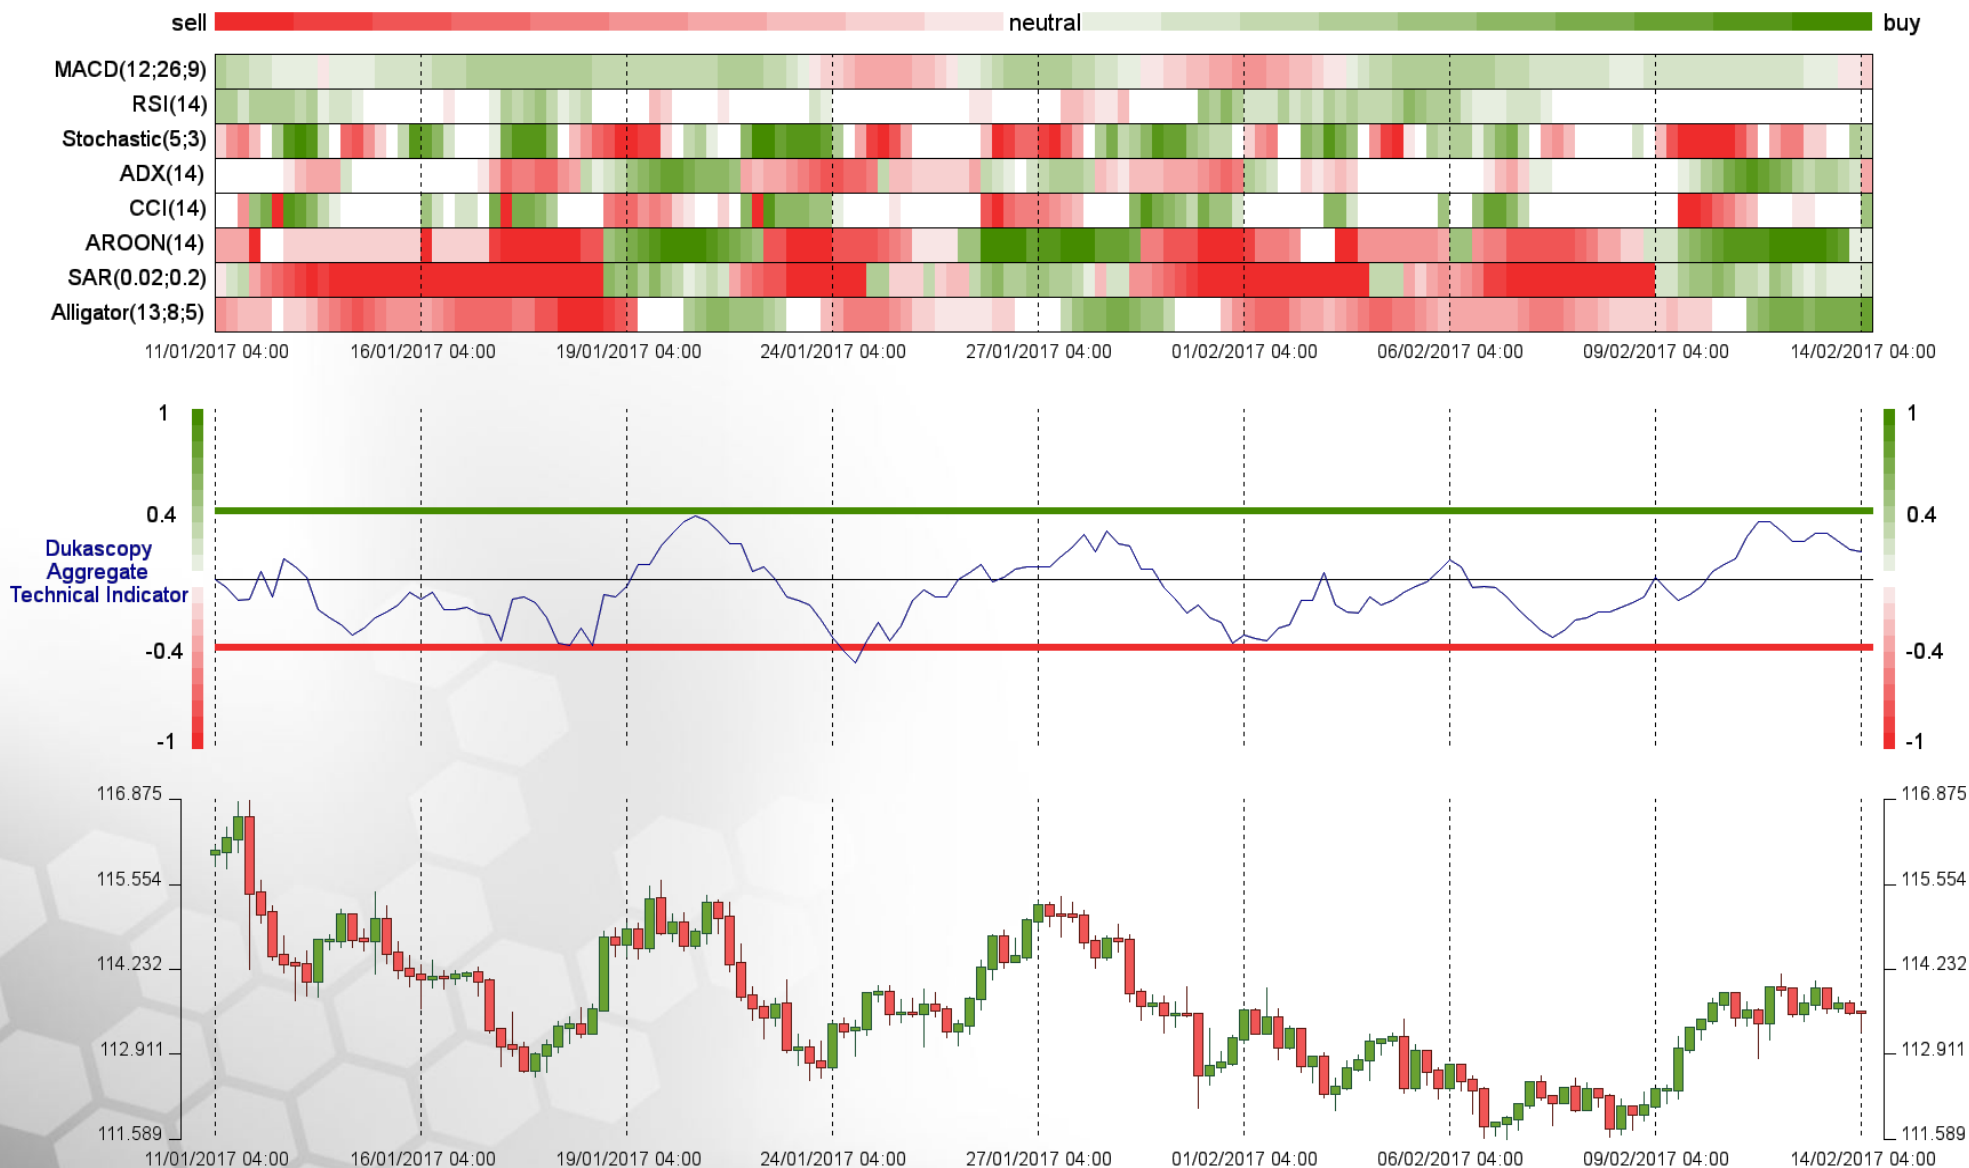 sell neutral buy
MACD(12;26;9)
RSI(14)
Stochastic(5;3)
ADX(14)
CCI(14)
AROON(14)
SAR(0.02;0.2)
Alligator(13;8;5)
11/01/2017 04:00 16/01/2017 04:00 19/01/2017 04:00 24/01/2017 04:00 27/01/2017 04:00 01/02/2017 04:00 06/02/2017 04:00 09/02/2017 04:00 14/02/2017 04:00
1 1
0.4 0.4
Dukascopy
Aggregate
Technical Indicator
-0.4 -0.4
-1 -1
116.875 116.875
115.554 115.554
114.232 114.232
112.911 112.911
111.589 111.589
11/01/2017 04:00 16/01/2017 04:00 19/01/2017 04:00 24/01/2017 04:00 27/01/2017 04:00 01/02/2017 04:00 06/02/2017 04:00 09/02/2017 04:00 14/02/2017 04:00